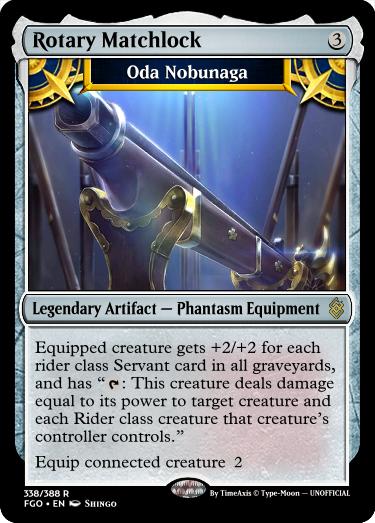 Rotary Matchlock 3
Oda Nobunaga
Legendary Artifact — Phantasm Equipment
Equipped creature gets +2/+2 for each
rider class Servant card in all graveyards,
and has “: This creature deals damage
equal to its power to target creature and
each Rider class creature that creature's
controller controls.”
Equip connected creature 2
338/388 R
FGO • EN Shingo
By TimeAxis © Type-Moon — UNOFFICIAL